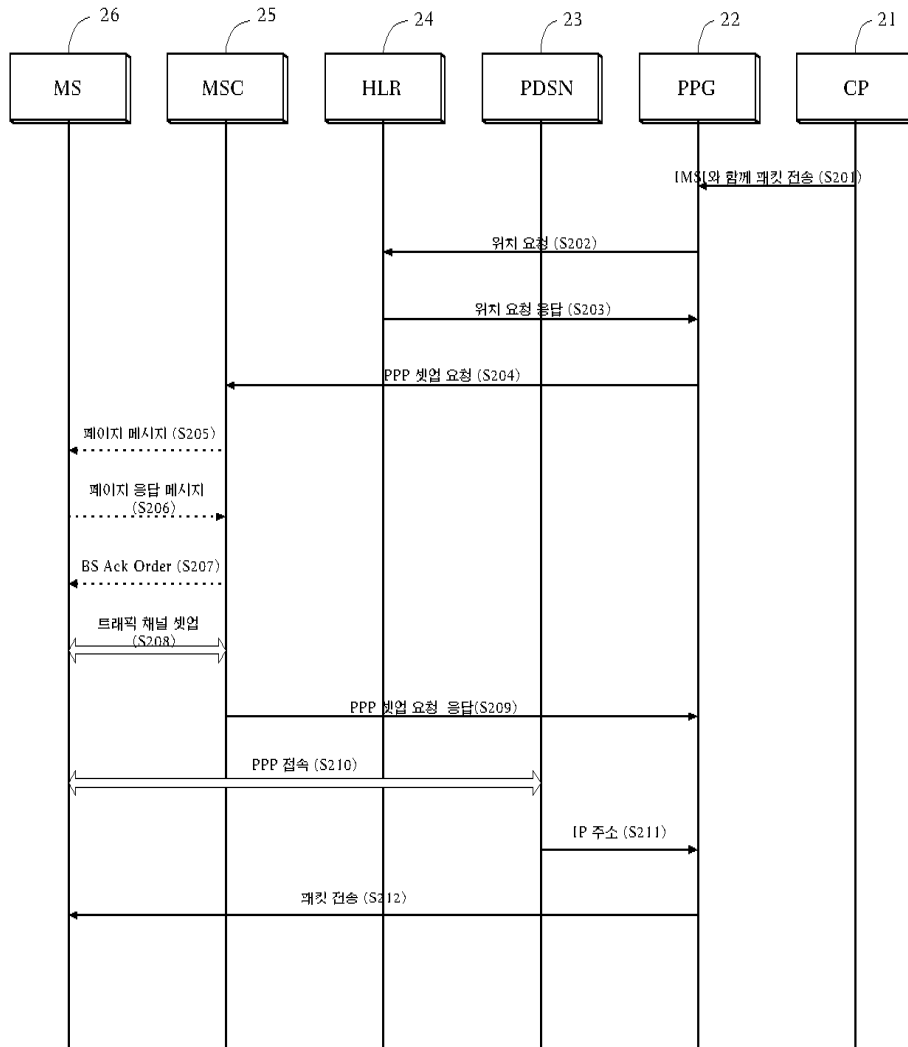 26
25
24
23
22
21
MS
MSC
HLR
PDSN
PPG
CP
IMSI와 함께 패킷 전송 (S201)
위치 요청 (S202)
위치 요청 응답 (S203)
PPP 셋업 요청 (S204)
페이지 메시지 (S205)
페이지 응답 메시지
(S206)
BS Ack Order (S207)
트래픽 채널 셋업
(S208)
PPP 셋업 요청 응답(S209)
PPP 접속 (S210)
IP 주소 (S211)
패킷 전송 (S212)